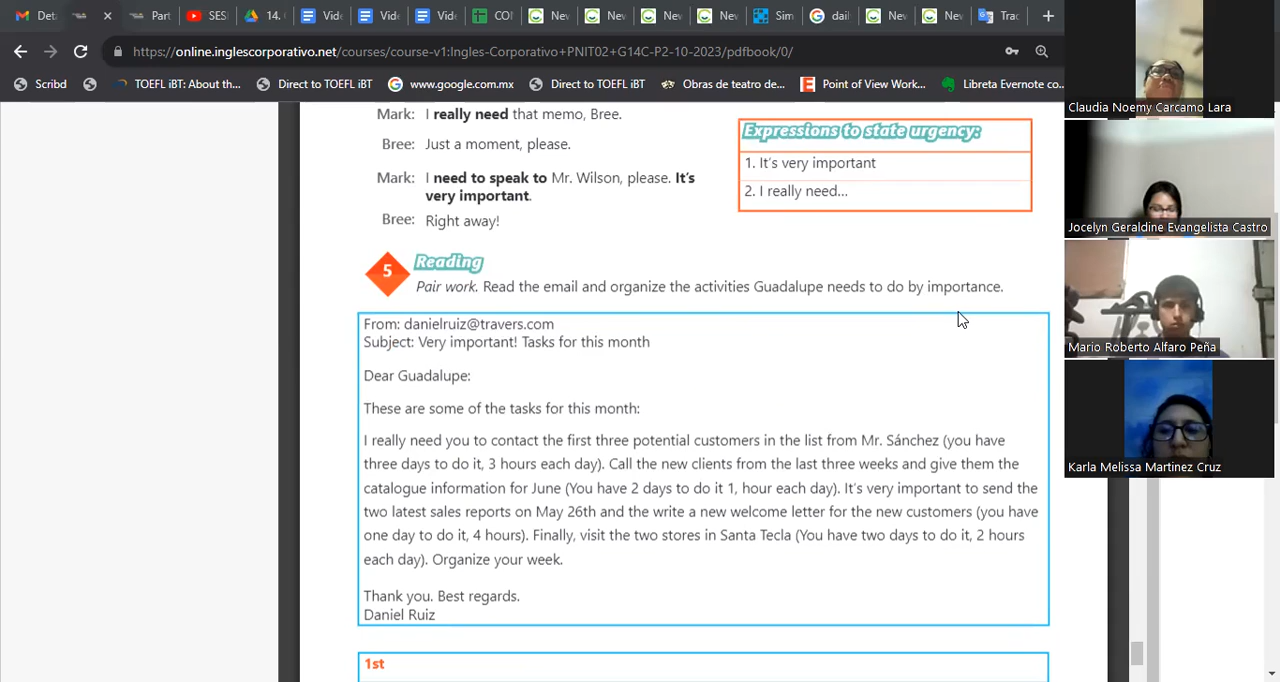 De
Part
SES
14.
Vide
Vide
Vide
CON
Nev
Nev
Nev
Nev
Sim
dail
Nev
Nev
Trac
https://online.inglescorporativo.net/courses/course-v1:Ingles-Corporativo+PNIT02+G14C-P2-10-2023/pdfbook/0/
Scribd
TOEFL iBT: About th...
Direct to TOEFL iBT
www.google.com.mx
Direct to TOEFL iBT
Obras de teatro de...
Point of View Work...
Libreta Evernote co...
Mark: I really need that memo, Bree.
Bree: Just a moment, please.
Mark: I need to speak to Mr. Wilson, please. It's
very important.
Bree: Right away!
Expressions to state urgency:
1. It's very important
2. I really need...
5 Reading
Pair work. Read the email and organize the activities Guadalupe needs to do by importance.
From: danielruiz@travers.com
Subject: Very important! Tasks for this month
Dear Guadalupe:
These are some of the tasks for this month:
I really need you to contact the first three potential customers in the list from Mr. Sánchez (you have
three days to do it, 3 hours each day). Call the new clients from the last three weeks and give them the
catalogue information for June (You have 2 days to do it 1, hour each day). It's very important to send the
two latest sales reports on May 26th and the write a new welcome letter for the new customers (you have
one day to do it, 4 hours). Finally, visit the two stores in Santa Tecla (You have two days to do it, 2 hours
each day). Organize your week.
Thank you. Best regards.
Daniel Ruiz
1st
Claudia Noemy Carcamo Lara
Jocelyn Geraldine Evangelista Castro
Mario Roberto Alfaro Peña
Karla Melissa Martinez Cruz